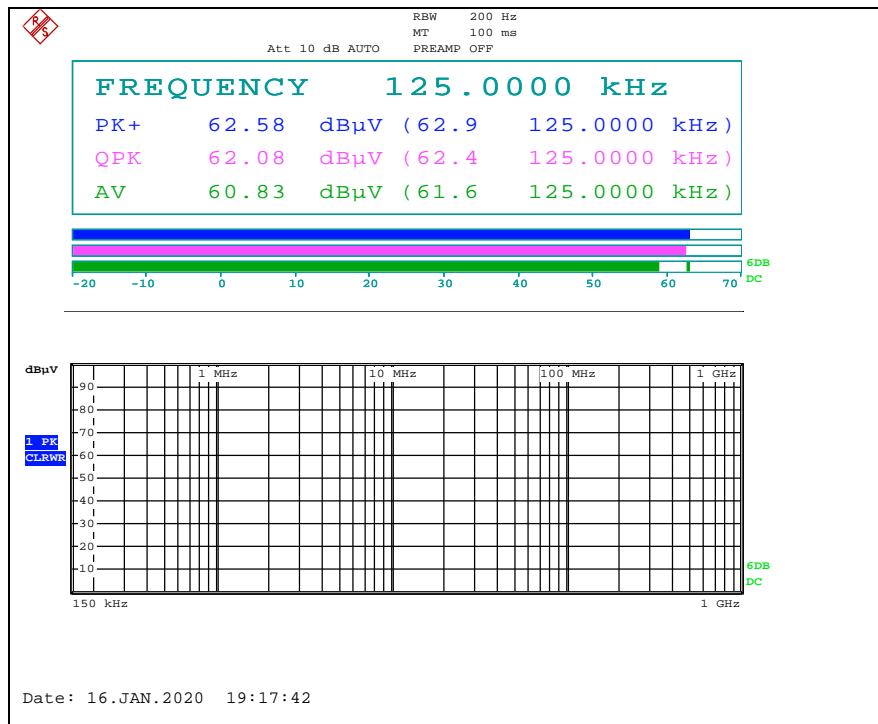 R S
RBW 200 Hz
MT 100 ms
Att 10 dB AUTO PREAMP OFF
FREQUENCY 125.0000 kHz
PK+ 62.58 dBµV (62.9 125.0000 kHz)
QPK 62.08 dBµV (62.4 125.0000 kHz)
AV 60.83 dBµV (61.6 125.0000 kHz)
6DB
DC
-20 -10 0 10 20 30 40 50 60 70
dBµV
1 MHz 10 MHz 100 MHz 1 GHz
90
80
70
1 PK
CLRWR
60
50
40
30
20
10
6DB
DC
150 kHz 1 GHz
Date: 16.JAN.2020 19:17:42